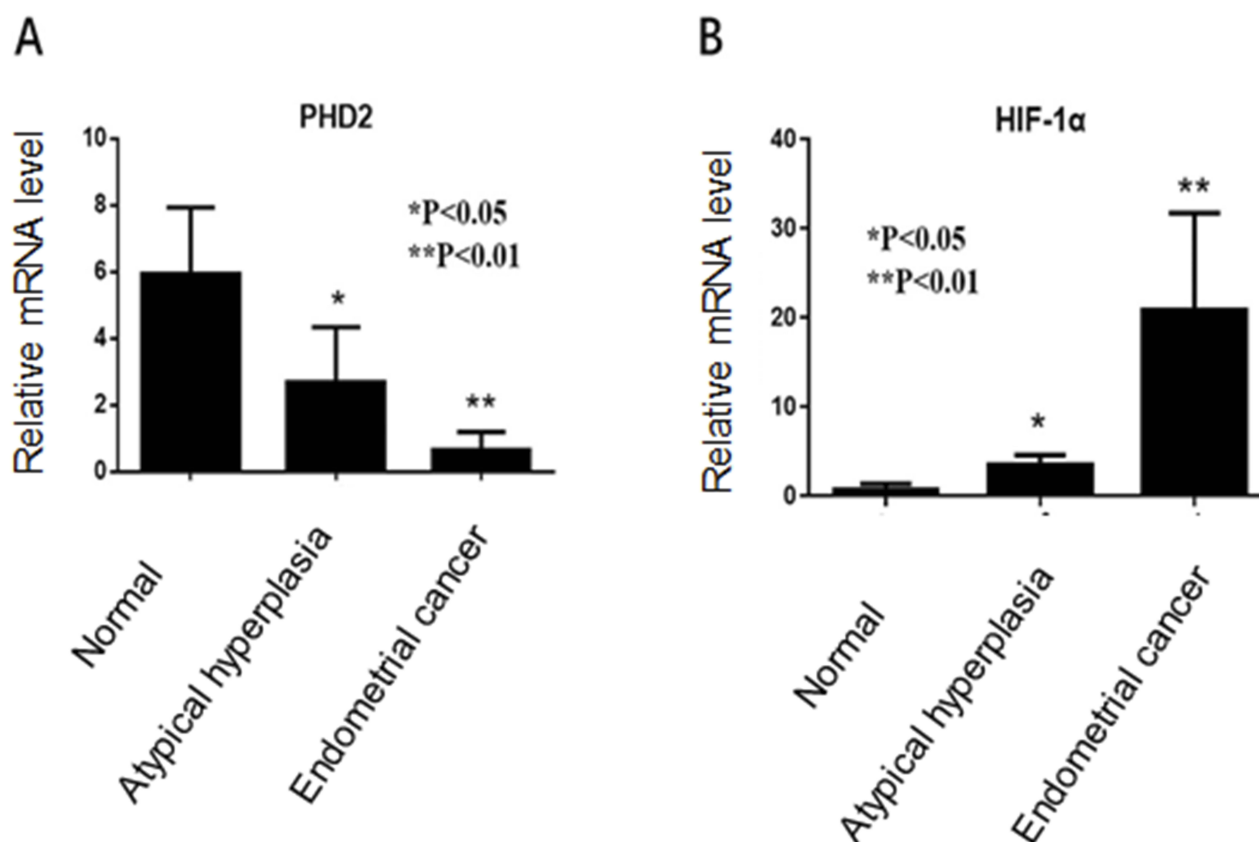 A
PHD2
Relative mRNA level
10
8
6
4
2
0
*P<0.05
**P<0.01
*
**
Normal
Atypical hyperplasia
Endometrial cancer
B
HIF-1α
Relative mRNA level
40
30
20
10
0
*P<0.05
**P<0.01
*
**
Normal
Atypical hyperplasia
Endometrial cancer